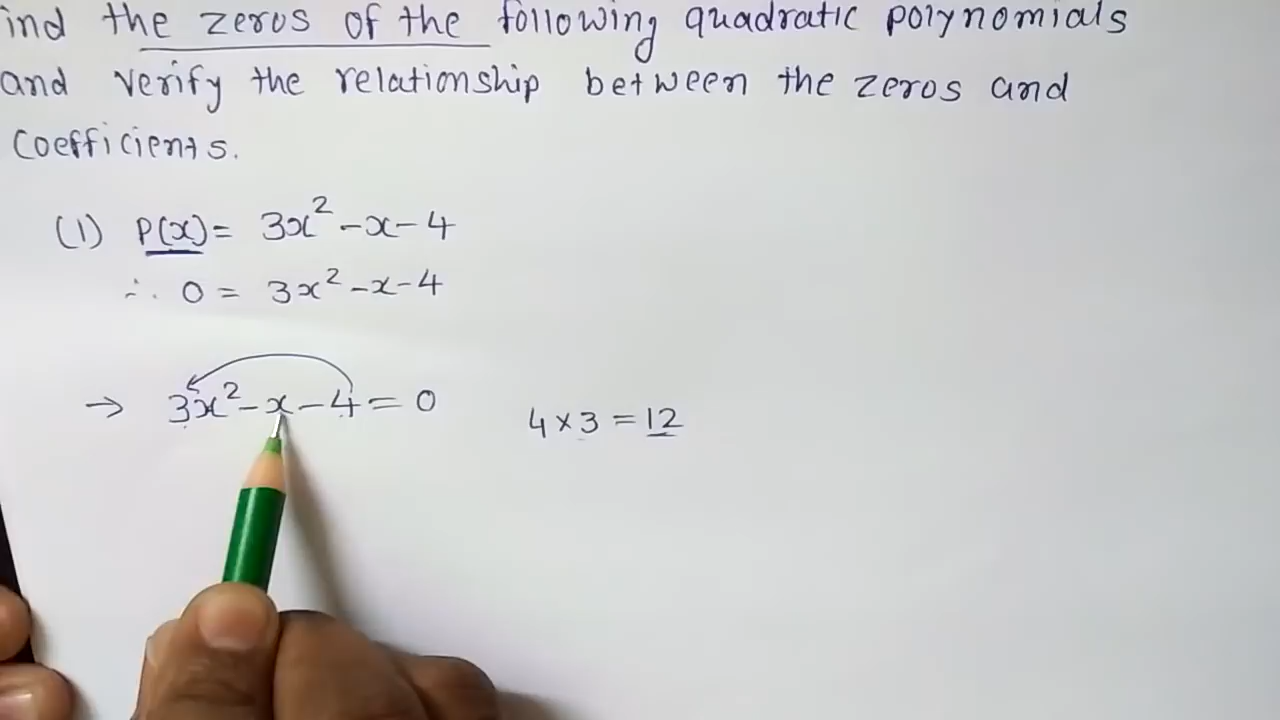 ind the zeros of the following quadratic polynomials
and verify the relationship between the zeros and
coefficients.
(1) P(x) = 3x² - x - 4
∴ 0 = 3x² - x - 4
→ 3x² - x - 4 = 0
4 × 3 = 12